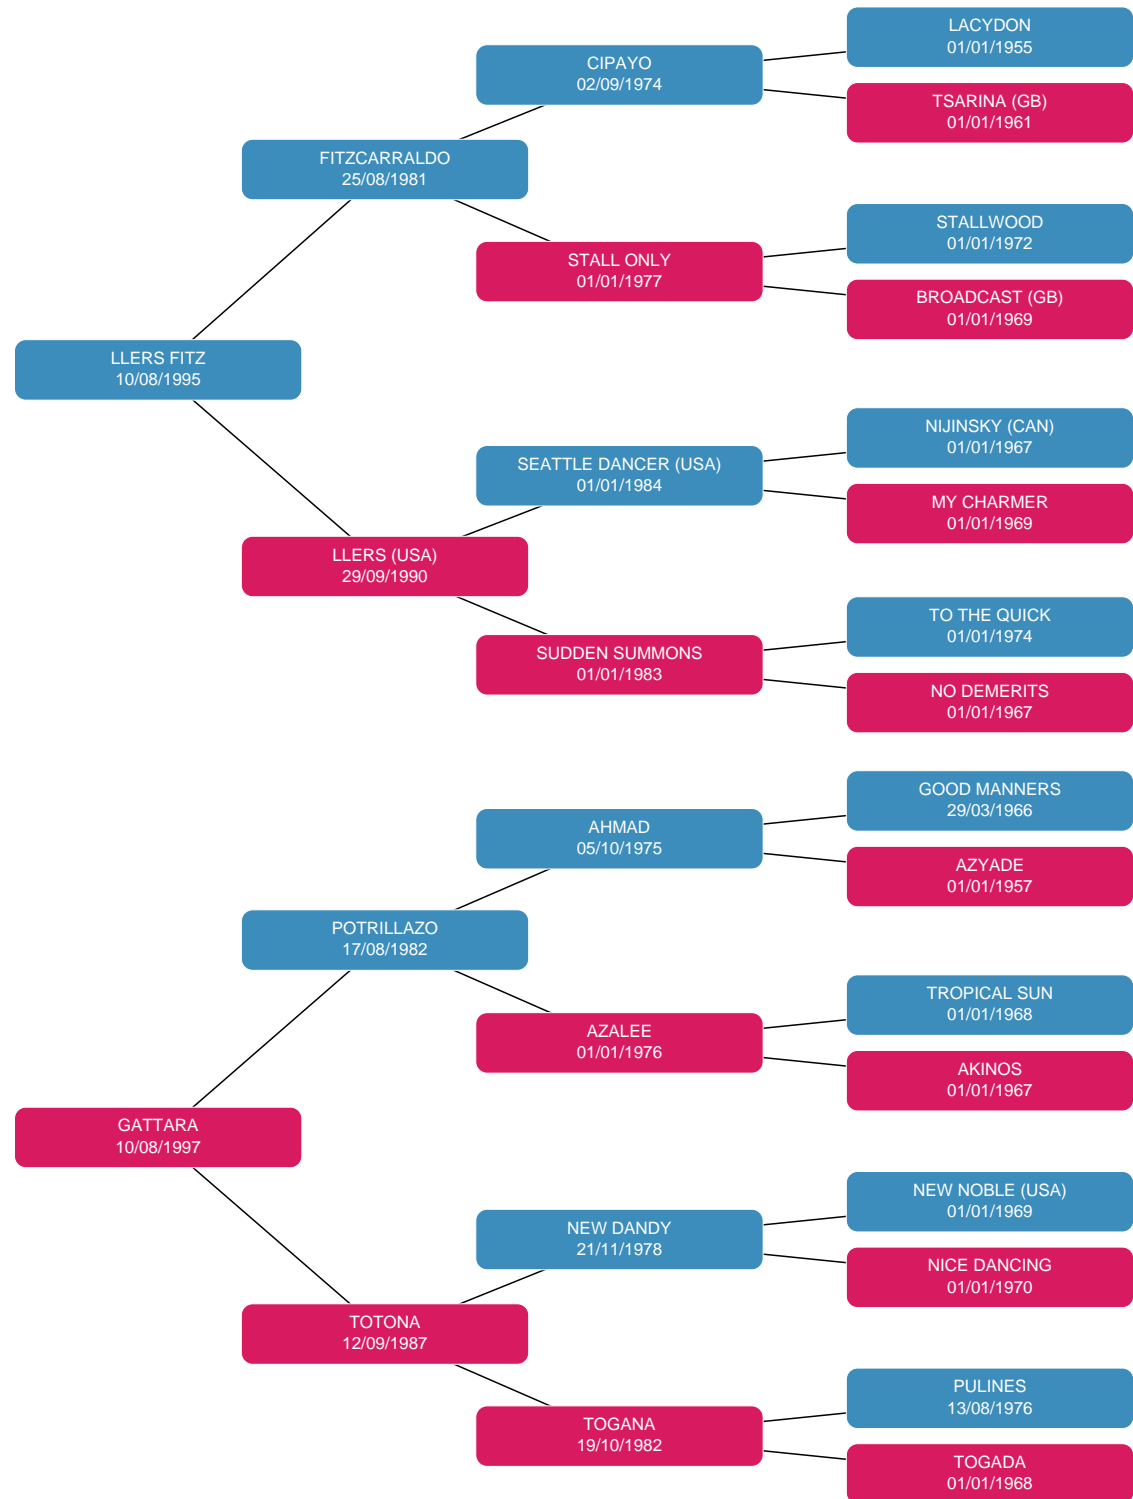 LACYDON
01/01/1955
CIPAYO
02/09/1974
TSARINA (GB)
01/01/1961
FITZCARRALDO
25/08/1981
STALLWOOD
01/01/1972
STALL ONLY
01/01/1977
BROADCAST (GB)
01/01/1969
LLERS FITZ
10/08/1995
NIJINSKY (CAN)
01/01/1967
SEATTLE DANCER (USA)
01/01/1984
MY CHARMER
01/01/1969
LLERS (USA)
29/09/1990
TO THE QUICK
01/01/1974
SUDDEN SUMMONS
01/01/1983
NO DEMERITS
01/01/1967
GOOD MANNERS
29/03/1966
AHMAD
05/10/1975
AZYADE
01/01/1957
POTRILLAZO
17/08/1982
TROPICAL SUN
01/01/1968
AZALEE
01/01/1976
AKINOS
01/01/1967
GATTARA
10/08/1997
NEW NOBLE (USA)
01/01/1969
NEW DANDY
21/11/1978
NICE DANCING
01/01/1970
TOTONA
12/09/1987
PULINES
13/08/1976
TOGANA
19/10/1982
TOGADA
01/01/1968